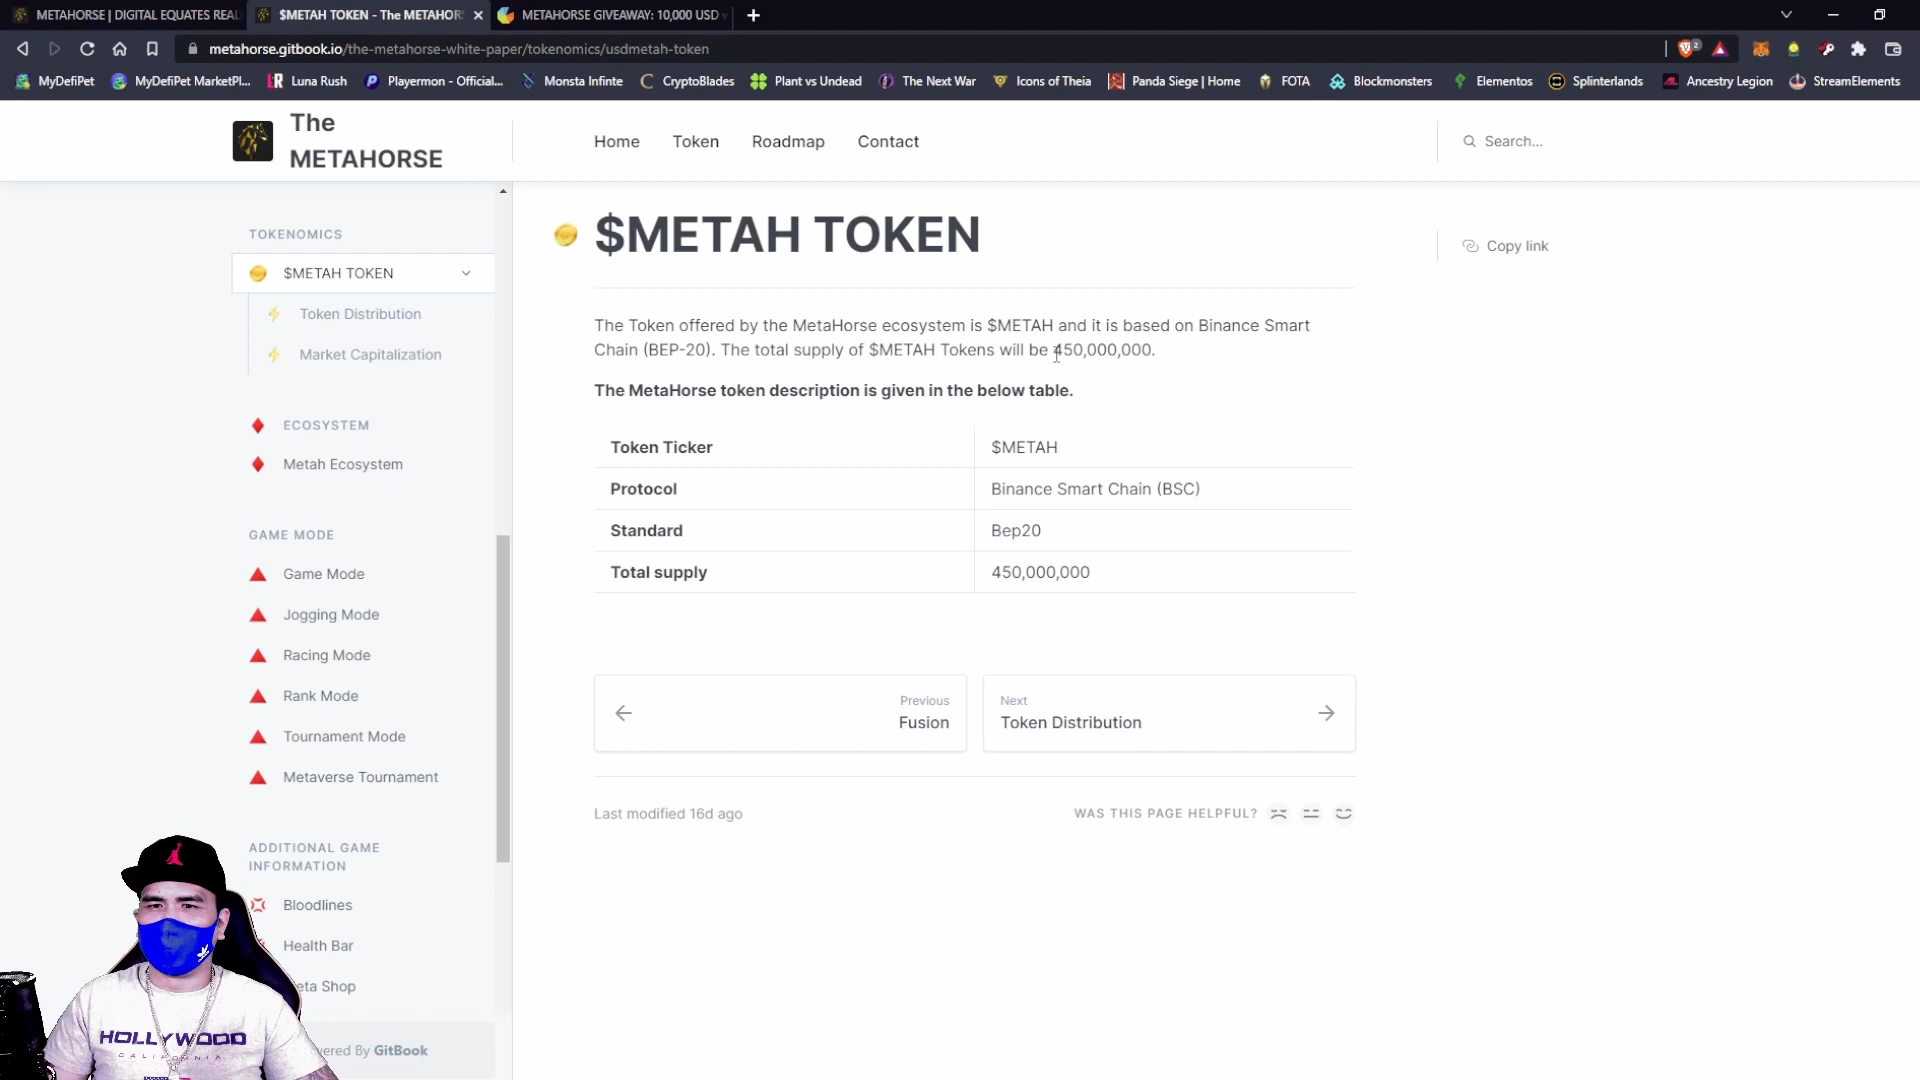 METAHORSE | DIGITAL EQUATES REAL
$METAH TOKEN - The METAHORS
METAHORSE GIVEAWAY: 10,000 USD
metahorse.gitbook.io/the-metahorse-white-paper/tokenomics/usdmetah-token
2
MyDefiPet
MyDefiPet MarketPl...
Luna Rush
Playermon - Official...
Monsta Infinte
CryptoBlades
Plant vs Undead
The Next War
Icons of Theia
Panda Siege | Home
FOTA
Blockmonsters
Elementos
Splinterlands
Ancestry Legion
StreamElements
The
METAHORSE
Home
Token
Roadmap
Contact
Search...
TOKENOMICS
$METAH TOKEN
Token Distribution
Market Capitalization
ECOSYSTEM
Metah Ecosystem
GAME MODE
Game Mode
Jogging Mode
Racing Mode
Rank Mode
Tournament Mode
Metaverse Tournament
ADDITIONAL GAME
INFORMATION
Bloodlines
Health Bar
eta Shop
vered By GitBook
$METAH TOKEN
Copy link
The Token offered by the MetaHorse ecosystem is $METAH and it is based on Binance Smart
Chain (BEP-20). The total supply of $METAH Tokens will be 450,000,000.
The MetaHorse token description is given in the below table.
Token Ticker
$METAH
Protocol
Binance Smart Chain (BSC)
Standard
Bep20
Total supply
450,000,000
Previous
Fusion
Next
Token Distribution
Last modified 16d ago
WAS THIS PAGE HELPFUL?
HOLLYWOOD
CALIFORNIA